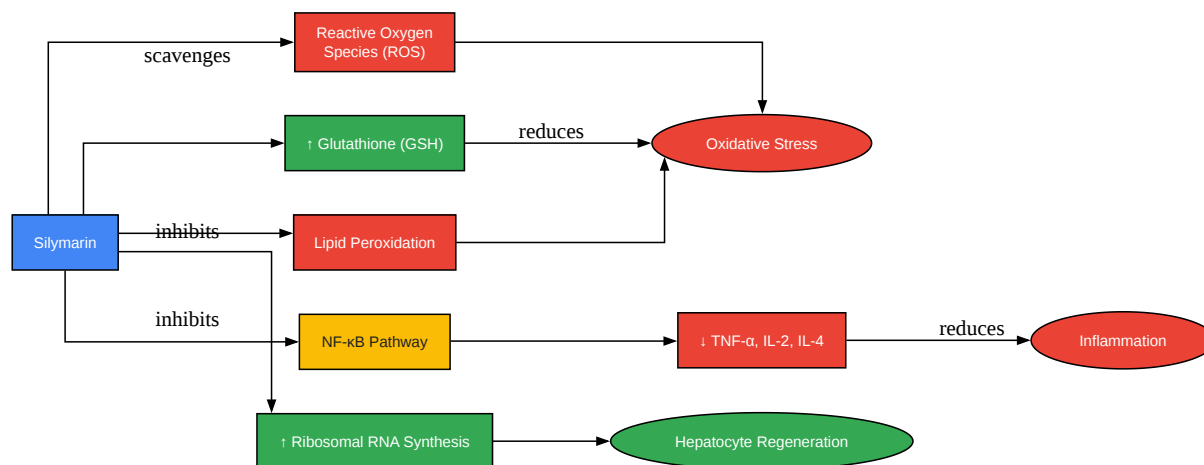 Reactive Oxygen
Species (ROS)
scavenges
↑ Glutathione (GSH)
reduces
Oxidative Stress
Silymarin
inhibits
Lipid Peroxidation
inhibits
NF-κB Pathway
↓ TNF-α, IL-2, IL-4
reduces
Inflammation
↑ Ribosomal RNA Synthesis
Hepatocyte Regeneration